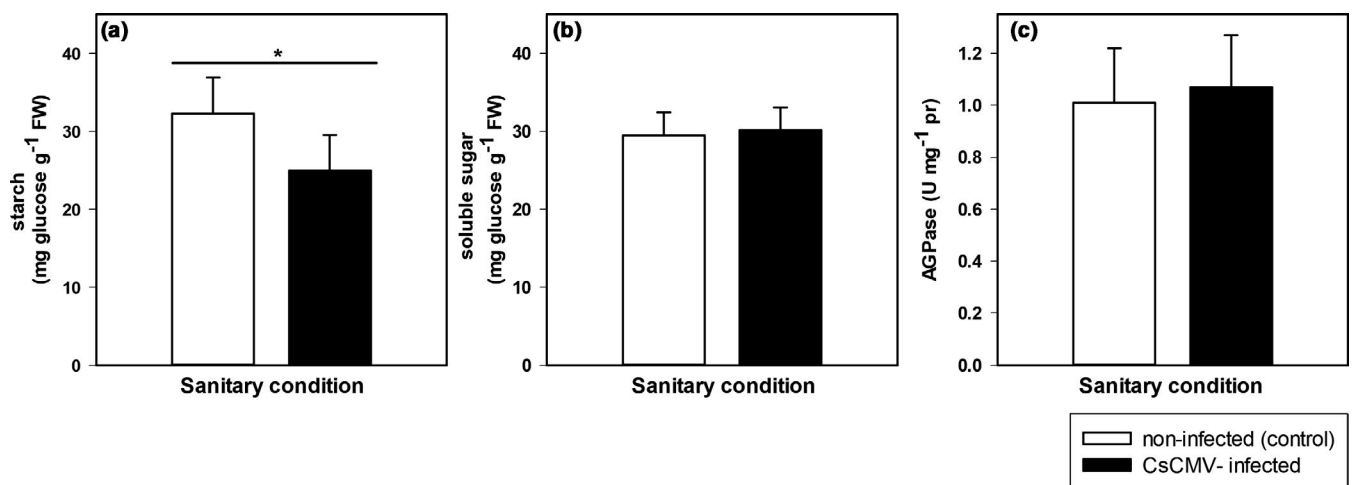 (a)
*
starch
(mg glucose g-1 FW)
40
30
20
10
0
Sanitary condition
(b)
soluble sugar
(mg glucose g-1 FW)
40
30
20
10
0
Sanitary condition
(c)
AGPase (U mg-1 pr)
1.2
1.0
0.8
0.6
0.4
0.2
0.0
Sanitary condition
non-infected (control)
CsCMV- infected